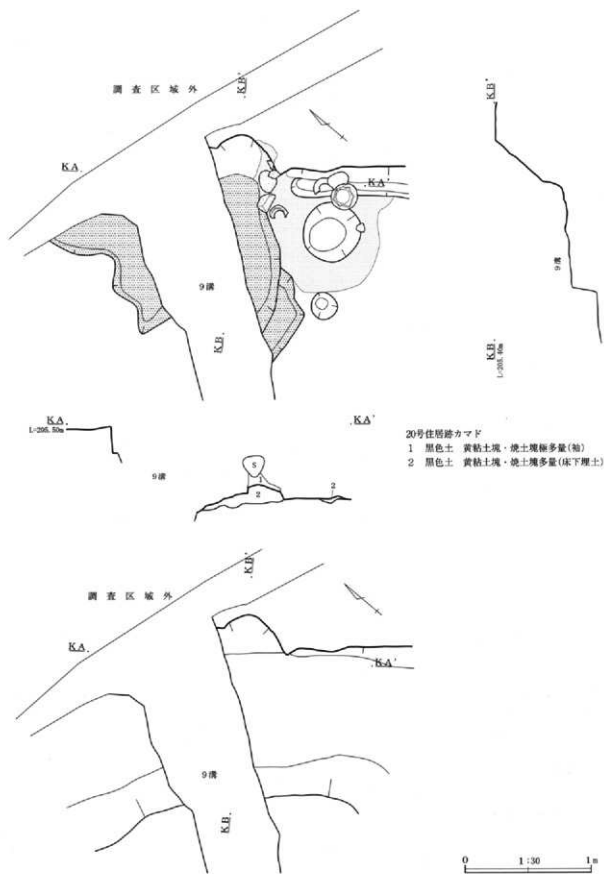 調査区域外
KB'
KA
KA'
9溝
KB
KB'
9溝
KB
L=205.40m
KA
L=205.50m
9溝
KA'
S
1
2
2
20号住居跡カマド
1 黒色土 黄粘土塊・焼土塊極多量(袖)
2 黒色土 黄粘土塊・焼土塊多量(床下埋土)
調査区域外
KB'
KA
KA'
9溝
KB
0 1:30 1m